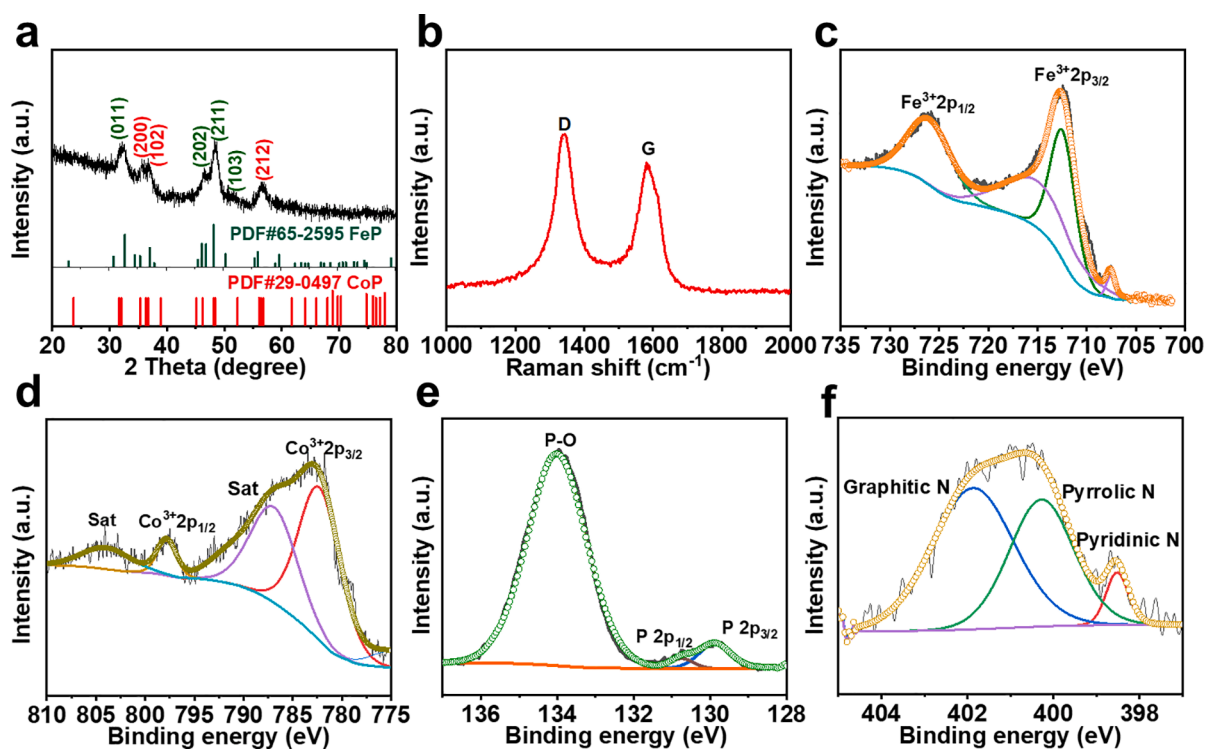 a
Intensity (a.u.)
(011)
(200)
(102)
(202)
(211)
(103)
(212)
PDF#65-2595 FeP
PDF#29-0497 CoP
20 30 40 50 60 70 80
2 Theta (degree)
b
Intensity (a.u.)
D
G
1000 1200 1400 1600 1800 2000
Raman shift (cm⁻¹)
c
Intensity (a.u.)
Fe³⁺2p₁/₂
Fe³⁺2p₃/₂
735 730 725 720 715 710 705 700
Binding energy (eV)
d
Intensity (a.u.)
Sat
Co³⁺2p₁/₂
Sat
Co³⁺2p₃/₂
810 805 800 795 790 785 780 775
Binding energy (eV)
e
Intensity (a.u.)
P-O
P 2p₁/₂
P 2p₃/₂
136 134 132 130 128
Binding energy (eV)
f
Intensity (a.u.)
Graphitic N
Pyrrolic N
Pyridinic N
404 402 400 398
Binding energy (eV)